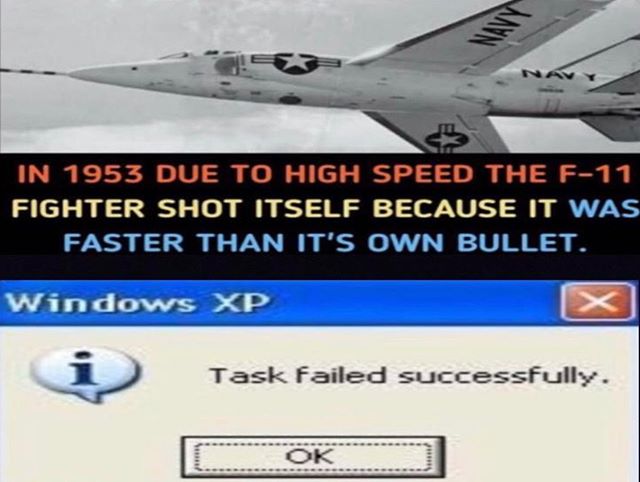 NAVY
NAVY
IN 1953 DUE TO HIGH SPEED THE F-11
FIGHTER SHOT ITSELF BECAUSE IT WAS
FASTER THAN IT'S OWN BULLET.
Windows XP
Task failed successfully.
OK